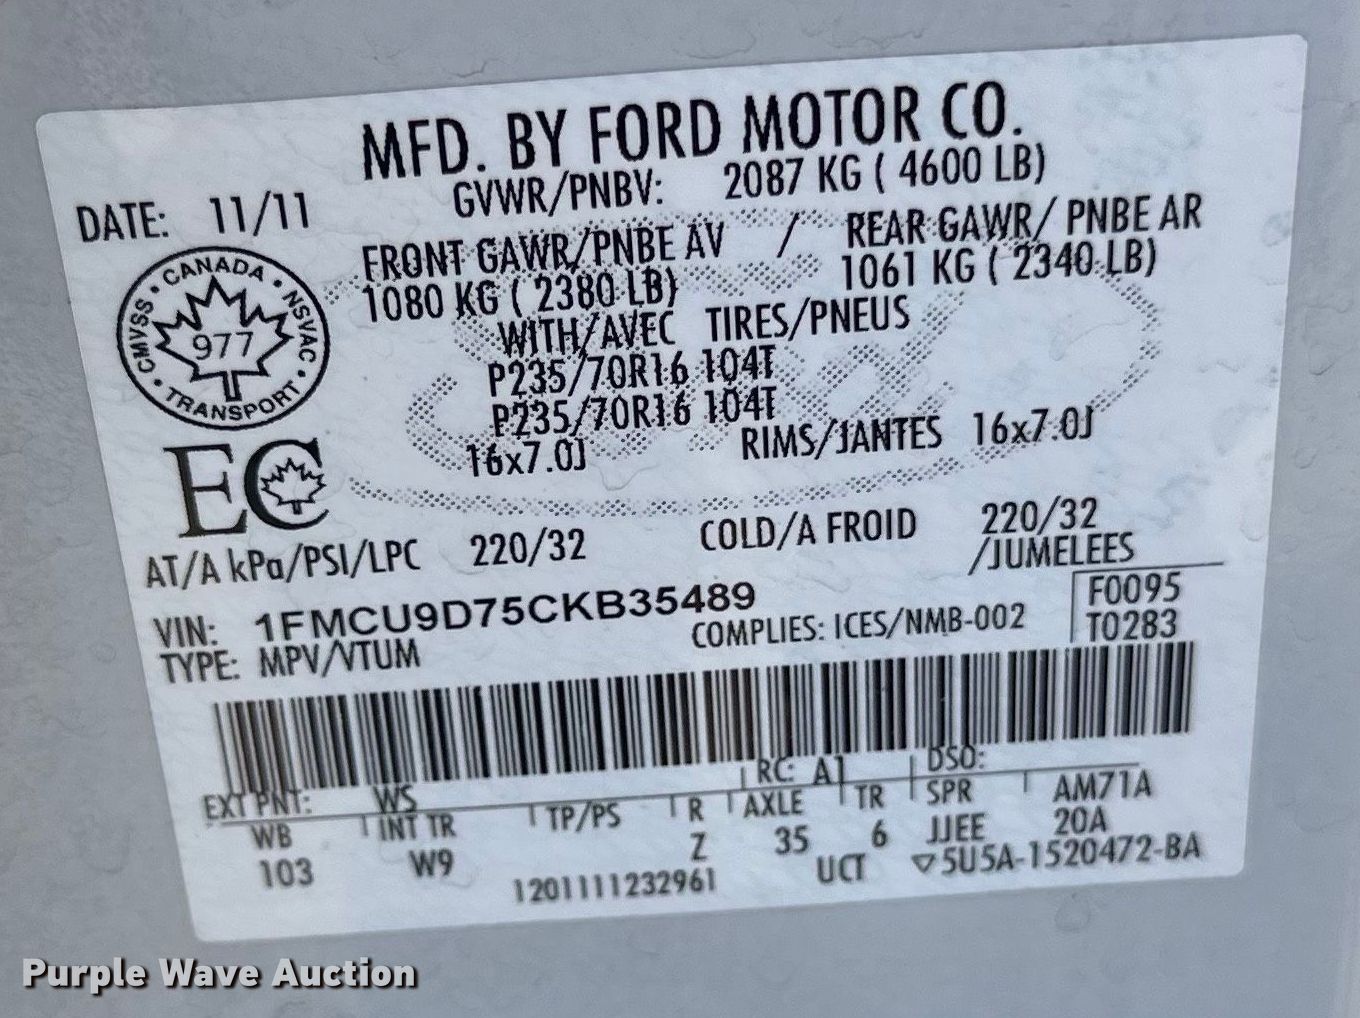 MFD. BY FORD MOTOR CO.
DATE: 11/11
GVWR/PNBV: 2087 KG ( 4600 LB)
FRONT GAWR/PNBE AV / REAR GAWR/ PNBE AR
1080 KG ( 2380 LB) 1061 KG ( 2340 LB)
WITH/AVEC TIRES/PNEUS
P235/70R16 104T
P235/70R16 104T
16x7.0J RIMS/JANTES 16x7.0J
CANADA
CMVSS NSVAC
977
TRANSPORT
EC
AT/A kPa/PSI/LPC 220/32 COLD/A FROID 220/32
/JUMELEES
VIN: 1FMCU9D75CKB35489
F0095
TYPE: MPV/VTUM COMPLIES: ICES/NMB-002 T0283
EXT PNT: WS RC: A1 DSO:
WB INT TR TP/PS R AXLE TR SPR AM71A
103 W9 Z 35 6 JJEE 20A
1201111232961 UCT ▽5U5A-1520472-BA
Purple Wave Auction